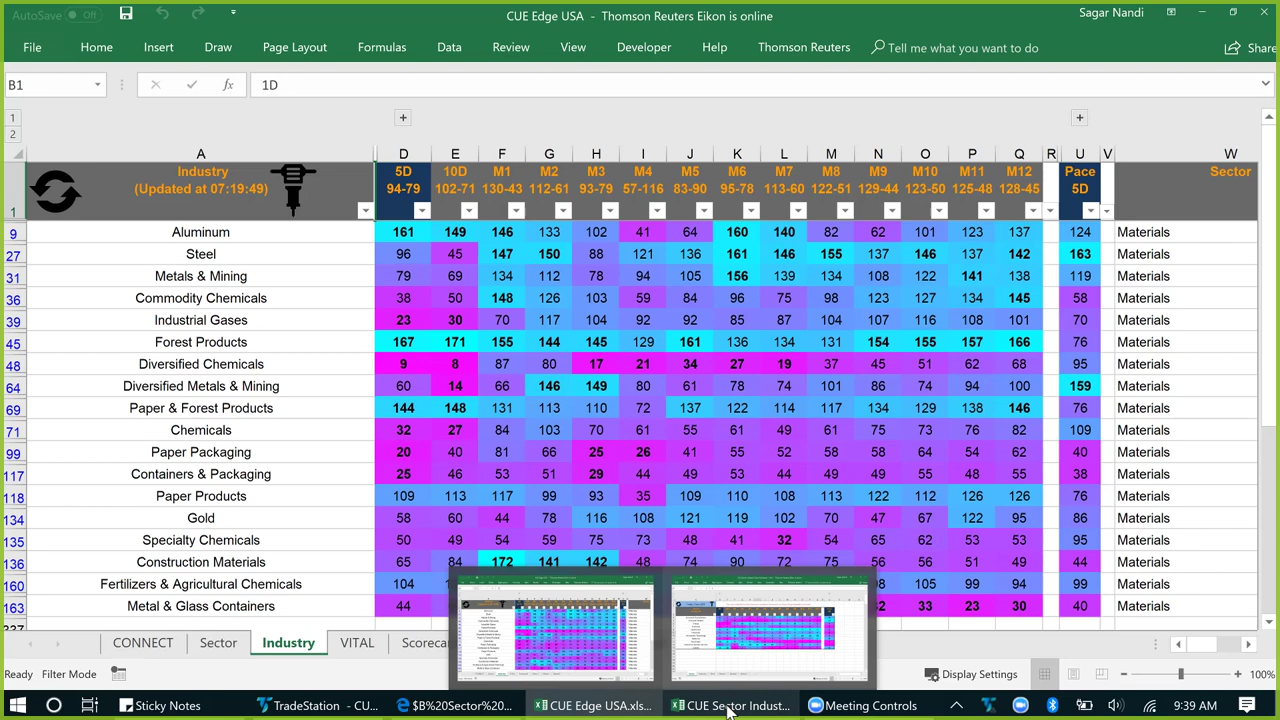 AutoSave Off CUE Edge USA - Thomson Reuters Eikon is online Sagar Nandi
File Home Insert Draw Page Layout Formulas Data Review View Developer Help Thomson Reuters Tell me what you want to do Share
B1 fx 1D
1
2
A D E F G H I J K L M N O P Q R U V W
Industry 5D 10D M1 M2 M3 M4 M5 M6 M7 M8 M9 M10 M11 M12 Pace Sector
(Updated at 07:19:49) 94-79 102-71 130-43 112-61 93-79 57-116 83-90 95-78 113-60 122-51 129-44 123-50 125-48 128-45 5D
1
9 Aluminum 161 149 146 133 102 41 64 160 140 82 62 101 123 137 124 Materials
27 Steel 96 45 147 150 88 121 136 161 146 155 137 146 137 142 163 Materials
31 Metals & Mining 79 69 134 112 78 94 105 156 139 134 108 122 141 138 119 Materials
36 Commodity Chemicals 38 50 148 126 103 59 84 96 75 98 123 127 134 145 58 Materials
39 Industrial Gases 23 30 70 117 104 92 92 85 87 104 107 116 108 101 70 Materials
45 Forest Products 167 171 155 144 145 129 161 136 134 131 154 155 157 166 76 Materials
48 Diversified Chemicals 9 8 87 80 17 21 34 27 19 37 45 51 62 68 95 Materials
64 Diversified Metals & Mining 60 14 66 146 149 80 61 78 74 101 86 74 94 100 159 Materials
69 Paper & Forest Products 144 148 131 113 110 72 137 122 114 117 134 129 138 146 76 Materials
71 Chemicals 32 27 84 103 70 61 55 58 49 61 75 73 76 82 109 Materials
99 Paper Packaging 20 40 81 66 25 26 41 55 52 58 58 64 54 62 40 Materials
117 Containers & Packaging 25 46 53 51 29 44 49 53 44 49 49 55 48 55 38 Materials
118 Paper Products 109 113 117 99 93 35 109 110 108 113 122 112 126 126 76 Materials
134 Gold 58 60 44 78 116 108 121 119 102 70 47 67 122 95 86 Materials
135 Specialty Chemicals 50 49 54 59 75 73 48 41 32 54 65 62 53 53 95 Materials
136 Construction Materials 65 84 172 141 142 48 74 90 72 75 56 56 51 49 44 Materials
160 Fertilizers & Agricultural Chemicals 104 105 98 94 94 99 Materials
163 Metal & Glass Containers 44 32 33 23 30 40 Materials
CONNECT Industry VITA Scoreca
Ready Filter Mode Display Settings 100%
Sticky Notes TradeStation - CU... $B%20Sector%20... CUE Edge USA.xls... CUE Sector Indust... Meeting Controls 9:39 AM